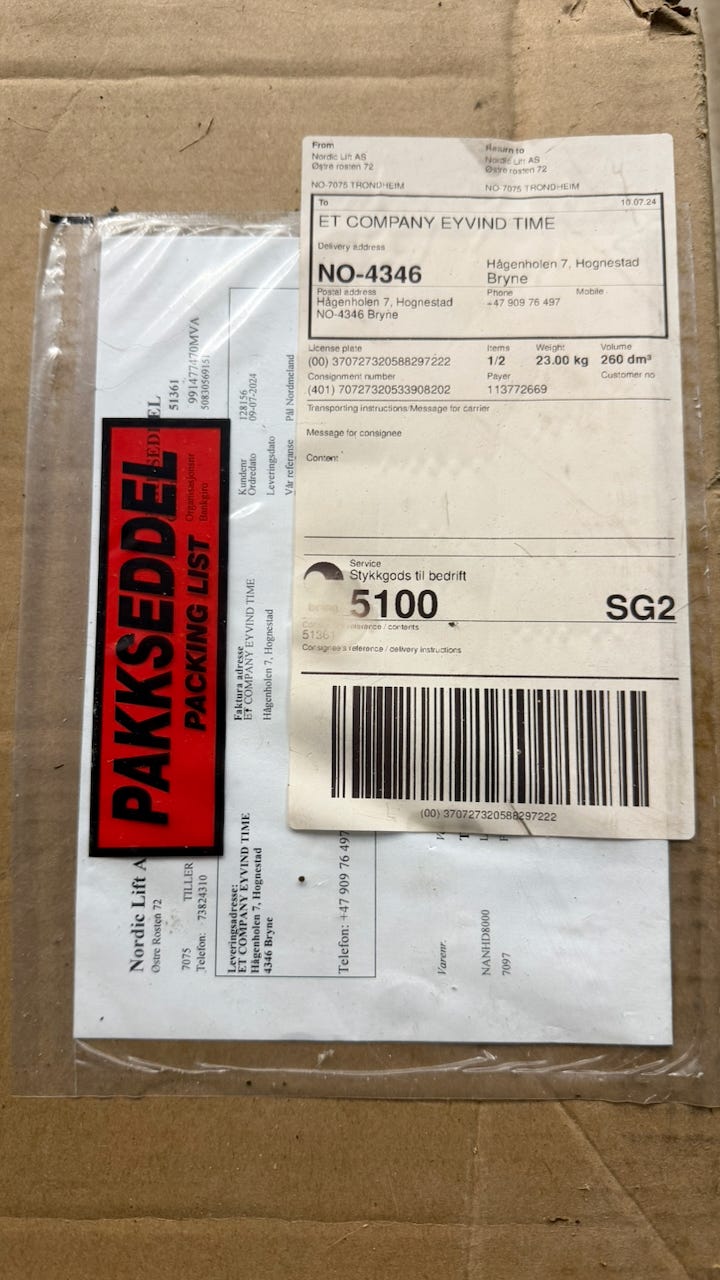 From
Nordic Lift AS
Østre rosten 72
NO-7075 TRONDHEIM
Return to
Nordic Lift AS
Østre rosten 72
NO-7075 TRONDHEIM
To
10.07.24
ET COMPANY EYVIND TIME
Delivery address
NO-4346
Hågenholen 7, Hognestad
Bryne
Postal address
Hågenholen 7, Hognestad
NO-4346 Bryne
Phone
+47 909 76 497
Mobile
License plate
(00) 370727320588297222
Items
1/2
Weight
23.00 kg
Volume
260 dm³
Consignment number
(401) 70727320533908202
Payer
113772669
Customer no
Transporting instructions/Message for carrier
Message for consignee
Content
Service
Stykkgods til bedrift
bring
5100
SG2
reference / contents
51361
Consignee's reference / delivery instructions
(00) 370727320588297222
PAKKSEDDEL
PACKING LIST
SEDDEL
51361
Organisasjonsnr
991477470MVA
Bankgiro
50830569151
Nordic Lift A
Østre Rosten 72
7075 TILLER
Telefon: 73824310
Leveringsadresse:
ET COMPANY EYVIND TIME
Hågenholen 7, Hognestad
4346 Bryne
Telefon: +47 909 76 497
Faktura adresse
ET COMPANY EYVIND TIME
Hågenholen 7, Hognestad
Kundenr 128156
Ordredato 09-07-2024
Leveringsdato
Vår referanse Pål Nordmeland
Varenr.
NANHD8000
7097